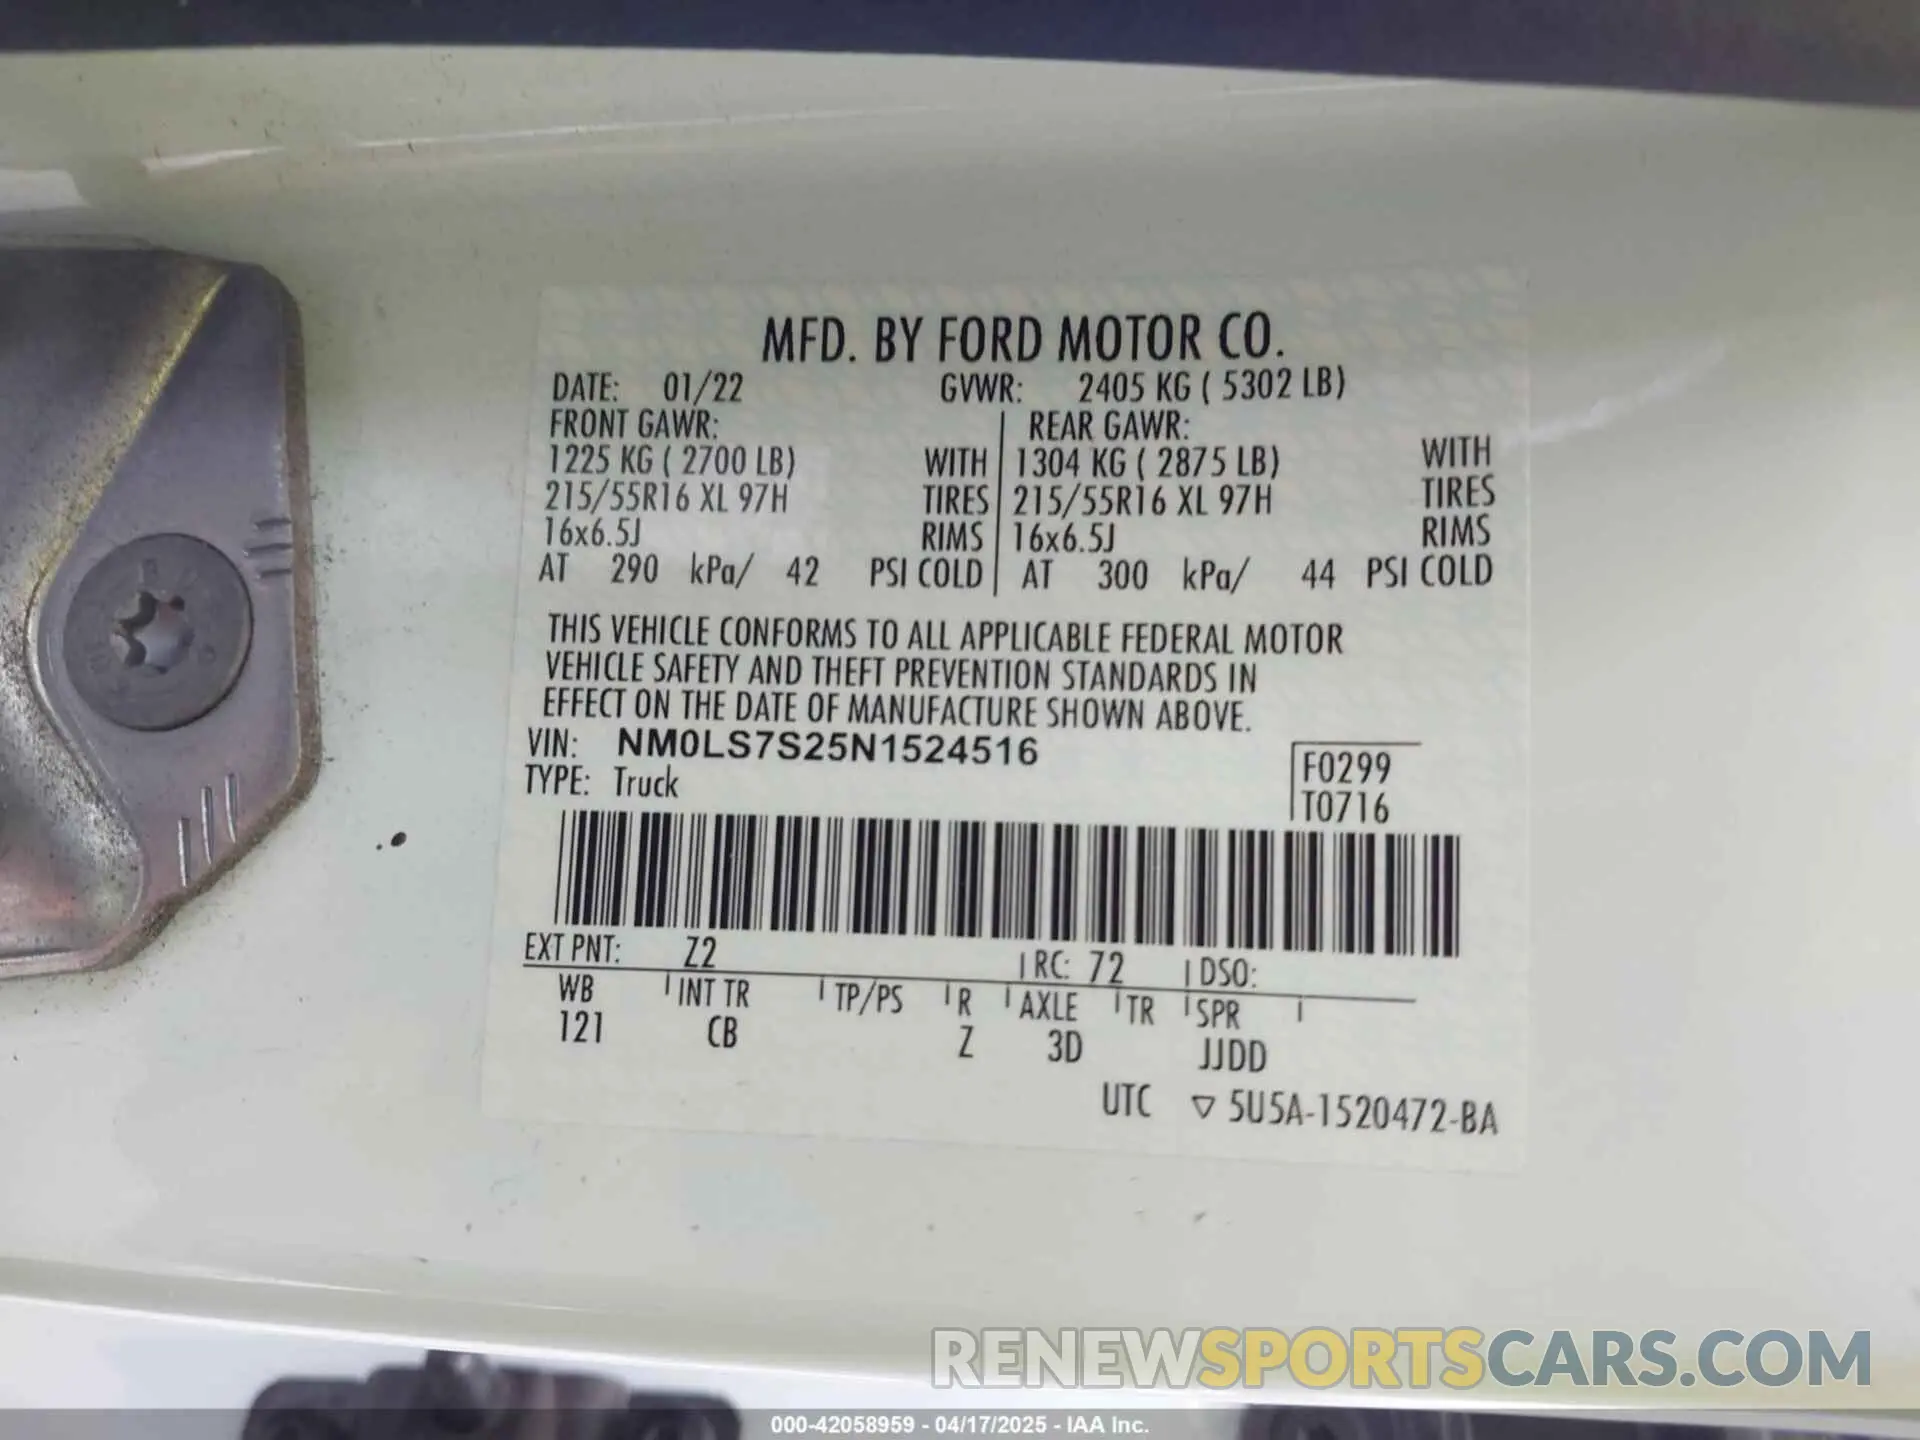 MFD. BY FORD MOTOR CO.
DATE: 01/22 GVWR: 2405 KG ( 5302 LB)
FRONT GAWR: REAR GAWR:
1225 KG ( 2700 LB) WITH 1304 KG ( 2875 LB) WITH
215/55R16 XL 97H TIRES 215/55R16 XL 97H TIRES
16x6.5J RIMS 16x6.5J RIMS
AT 290 kPa/ 42 PSI COLD AT 300 kPa/ 44 PSI COLD
THIS VEHICLE CONFORMS TO ALL APPLICABLE FEDERAL MOTOR
VEHICLE SAFETY AND THEFT PREVENTION STANDARDS IN
EFFECT ON THE DATE OF MANUFACTURE SHOWN ABOVE.
VIN: NM0LS7S25N1524516
F0299
TYPE: Truck
T0716
EXT PNT: Z2 RC: 72 DSO:
WB INT TR TP/PS R AXLE TR SPR
121 CB Z 3D JJDD
UTC ▽ 5U5A-1520472-BA
RENEWSPORTSCARS.COM
000-42058959 - 04/17/2025 - IAA Inc.